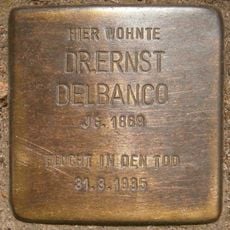 HIER WOHNTE
DR.ERNST
DELBANCO
JG. 1869
FLUCHT IN DEN TOD
31.3.1935